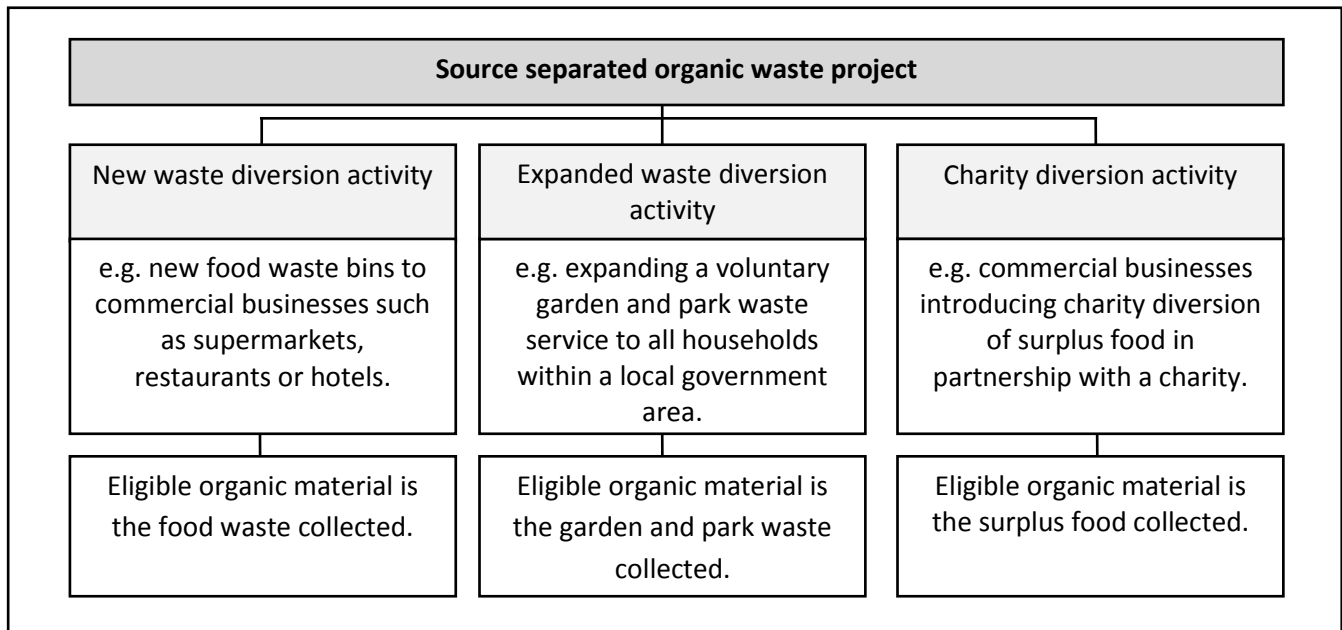 Source separated organic waste project
New waste diversion activity
e.g. new food waste bins to
commercial businesses such
as supermarkets,
restaurants or hotels.
Eligible organic material is
the food waste collected.
Expanded waste diversion
activity
e.g. expanding a voluntary
garden and park waste
service to all households
within a local government
area.
Eligible organic material is
the garden and park waste
collected.
Charity diversion activity
e.g. commercial businesses
introducing charity diversion
of surplus food in
partnership with a charity.
Eligible organic material is
the surplus food collected.